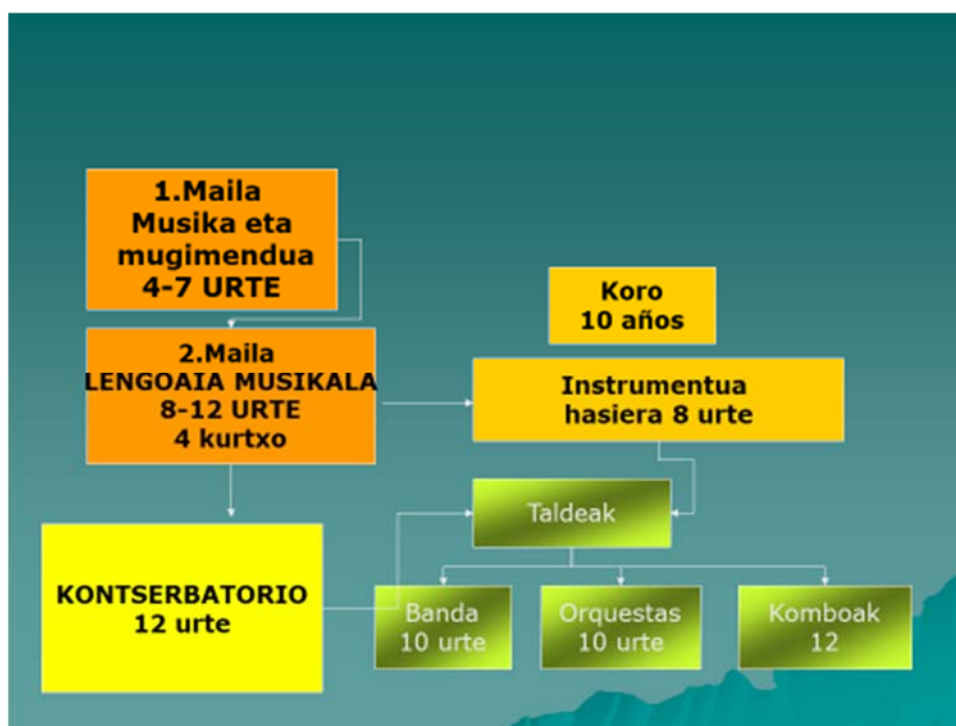 1.Maila
Musika eta
mugimendua
4-7 URTE
Koro
10 años
2.Maila
LENGOAIA MUSIKALA
8-12 URTE
4 kurtxo
Instrumentua
hasiera 8 urte
Taldeak
KONTSERBATORIO
12 urte
Banda
10 urte
Orquestas
10 urte
Komboak
12